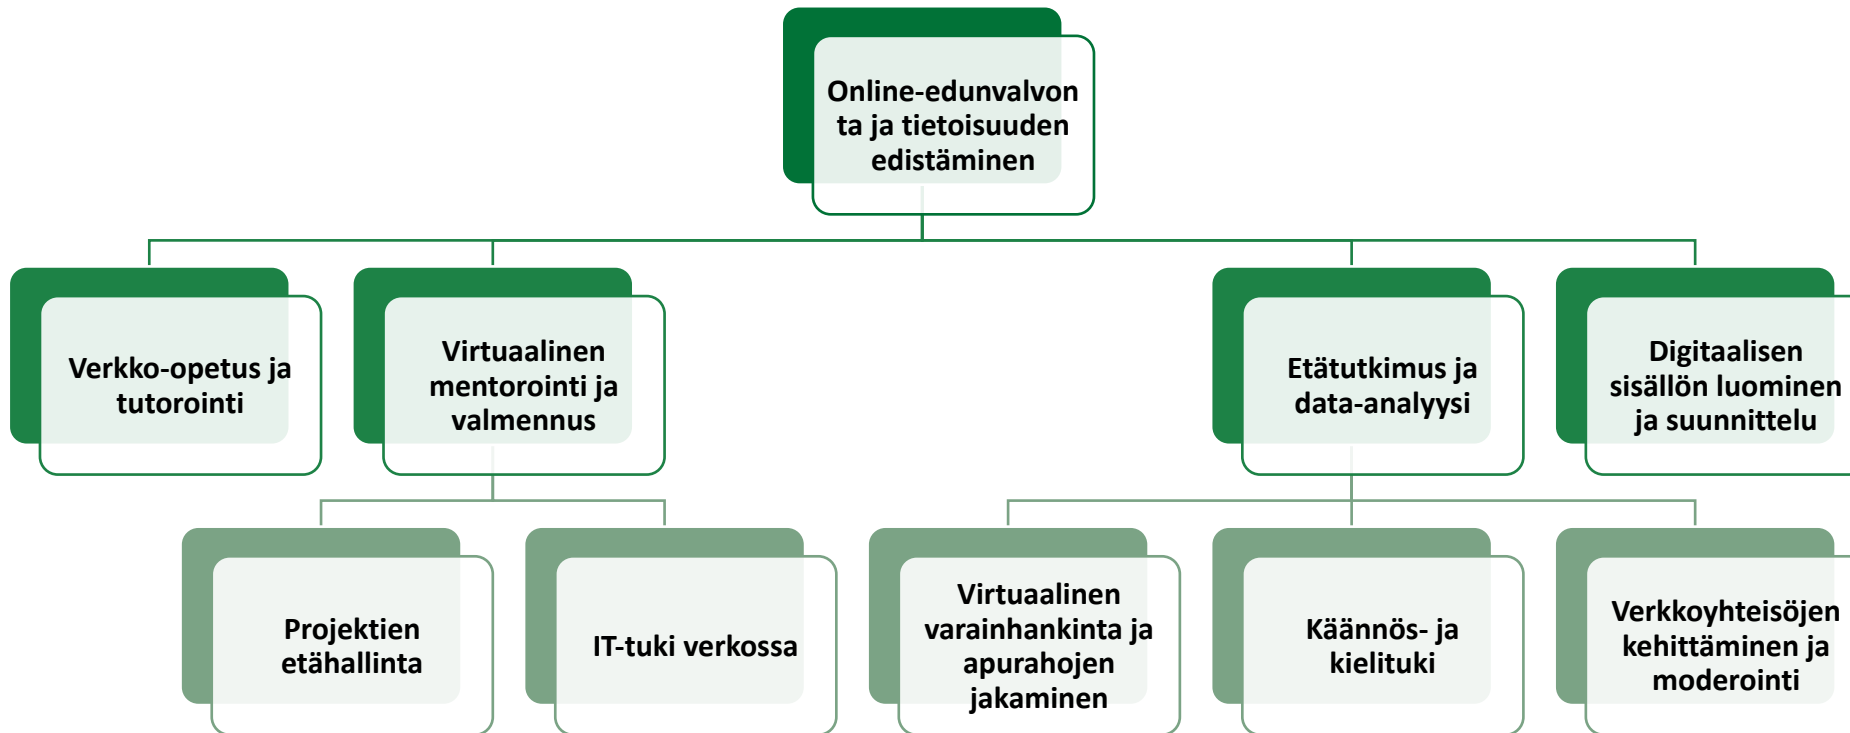 Online-edunvalvon
ta ja tietoisuuden
edistäminen
Verkko-opetus ja
tutorointi
Virtuaalinen
mentorointi ja
valmennus
Etätutkimus ja
data-analyysi
Digitaalisen
sisällön luominen
ja suunnittelu
Projektien
etähallinta
IT-tuki verkossa
Virtuaalinen
varainhankinta ja
apurahojen
jakaminen
Käännös- ja
kielituki
Verkkoyhteisöjen
kehittäminen ja
moderointi